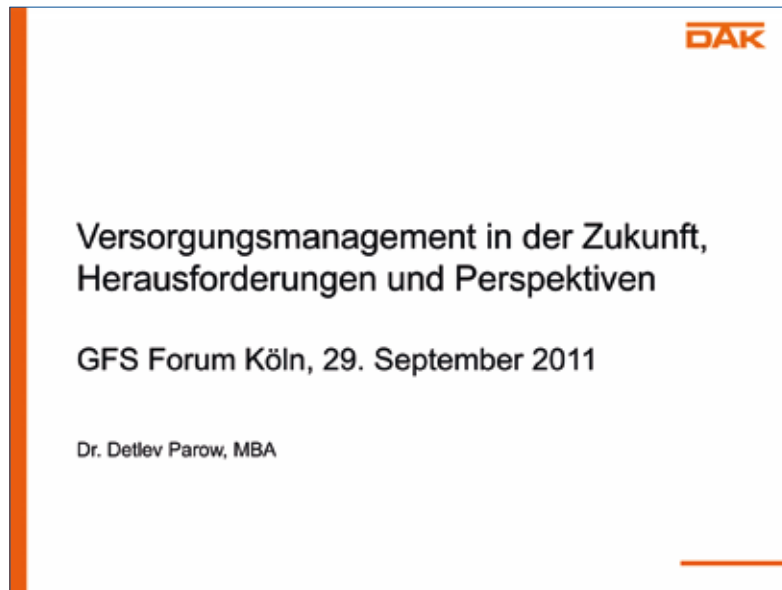 DAK
Versorgungsmanagement in der Zukunft,
Herausforderungen und Perspektiven
GFS Forum Köln, 29. September 2011
Dr. Detlev Parow, MBA